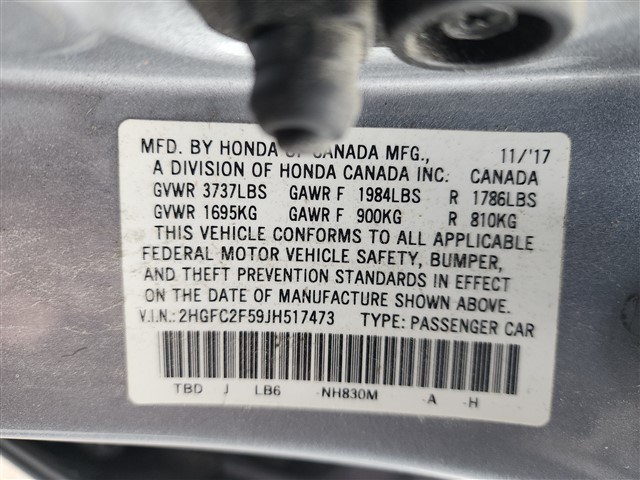 MFD. BY HONDA OF CANADA MFG., 11/'17
A DIVISION OF HONDA CANADA INC. CANADA
GVWR 3737LBS GAWR F 1984LBS R 1786LBS
GVWR 1695KG GAWR F 900KG R 810KG
THIS VEHICLE CONFORMS TO ALL APPLICABLE
FEDERAL MOTOR VEHICLE SAFETY, BUMPER,
AND THEFT PREVENTION STANDARDS IN EFFECT
ON THE DATE OF MANUFACTURE SHOWN ABOVE.
V.I.N.: 2HGFC2F59JH517473 TYPE: PASSENGER CAR
TBD J LB6 -NH830M -A -H